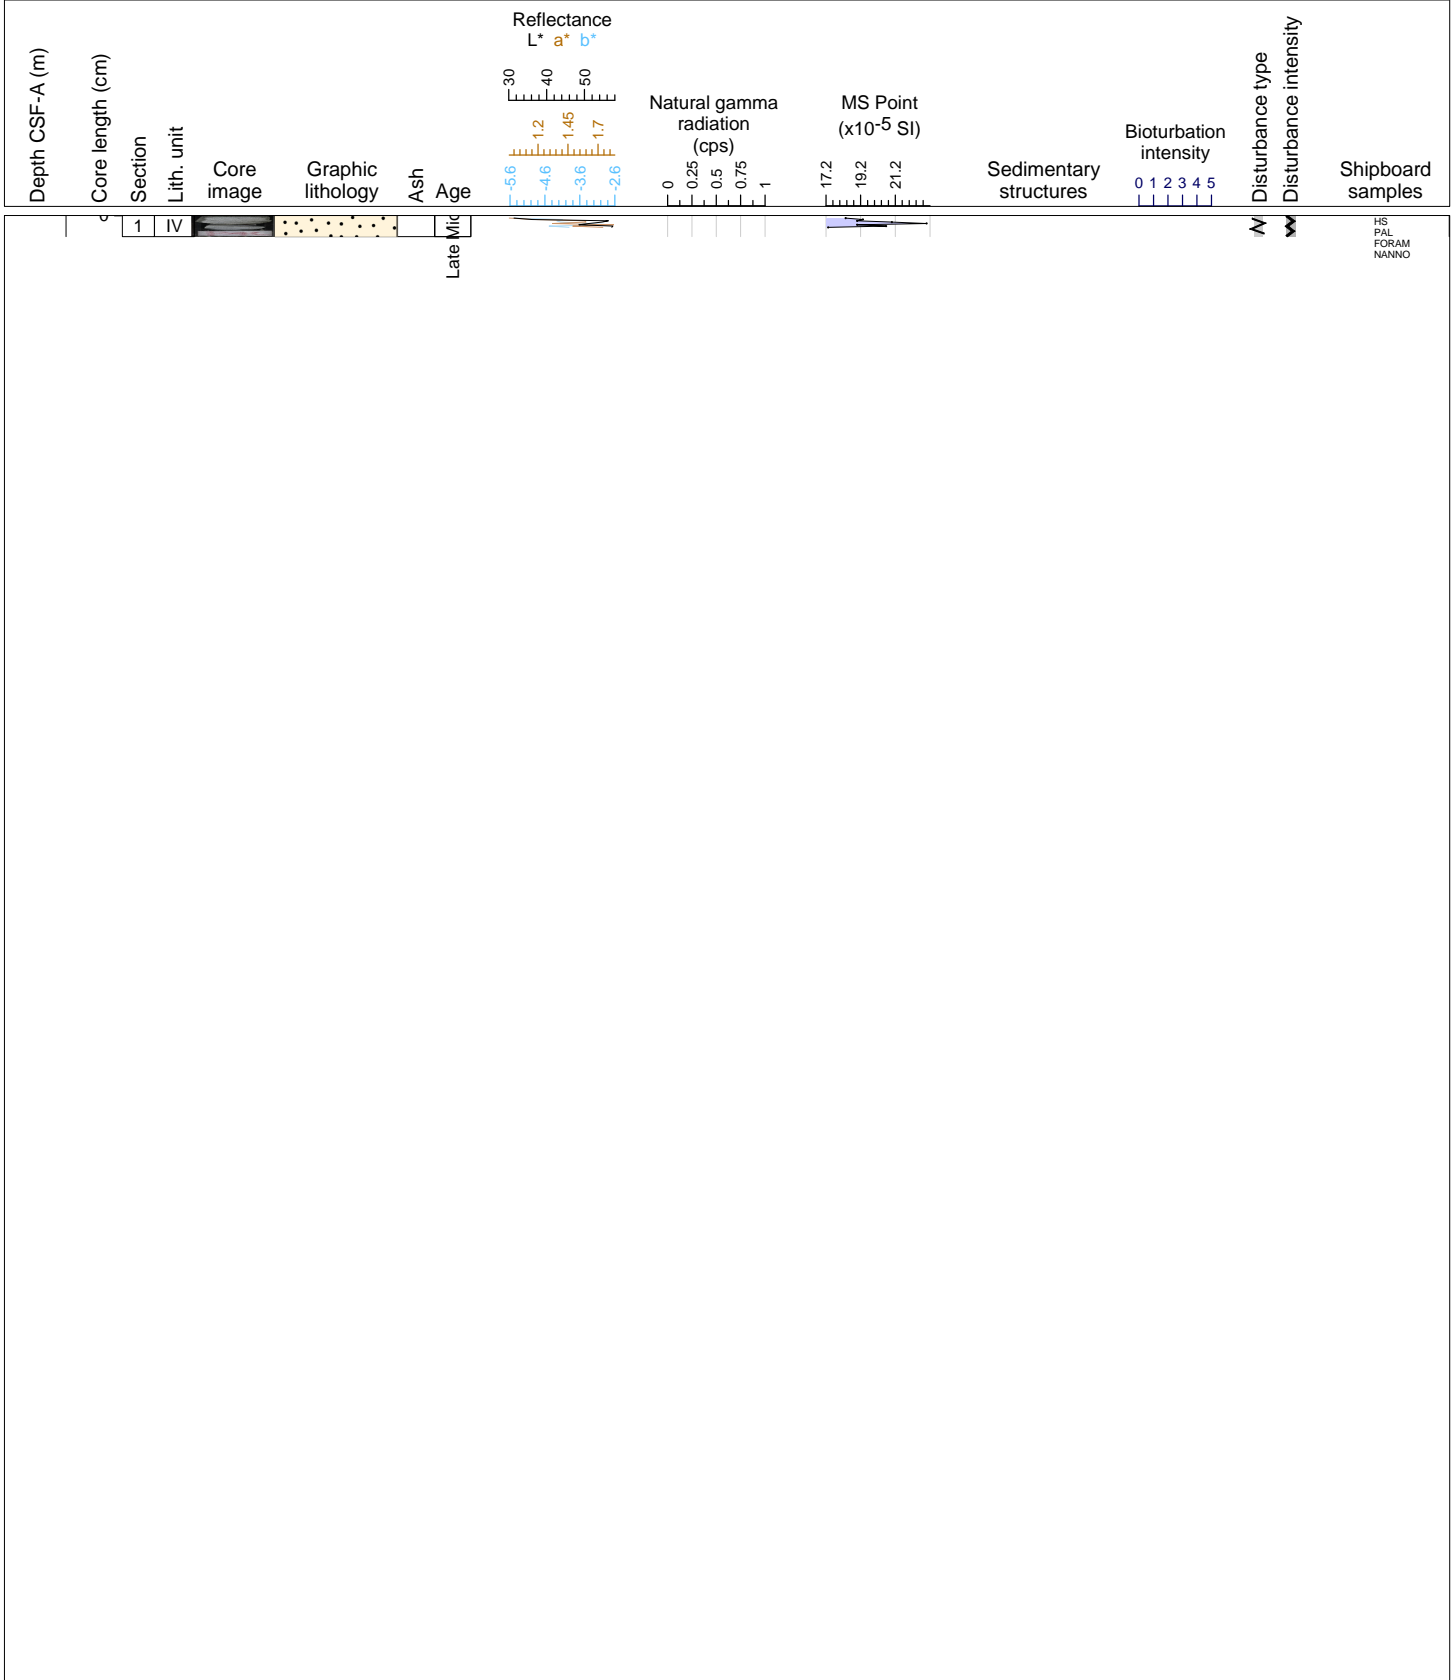 Depth CSF-A (m)
Core length (cm)
Section
Lith. unit
Core
image
Graphic
lithology
Ash
Age
Reflectance
L* a* b*
30 40 50
1.2 1.45 1.7
-5.6 -4.6 -3.6 -2.6
Natural gamma
radiation
(cps)
0 0.25 0.5 0.75 1
MS Point
(x10-5 SI)
17.2 19.2 21.2
Sedimentary
structures
Bioturbation
intensity
0 1 2 3 4 5
Disturbance type
Disturbance intensity
Shipboard
samples
1
IV
Late Mio
HS
PAL
FORAM
NANNO